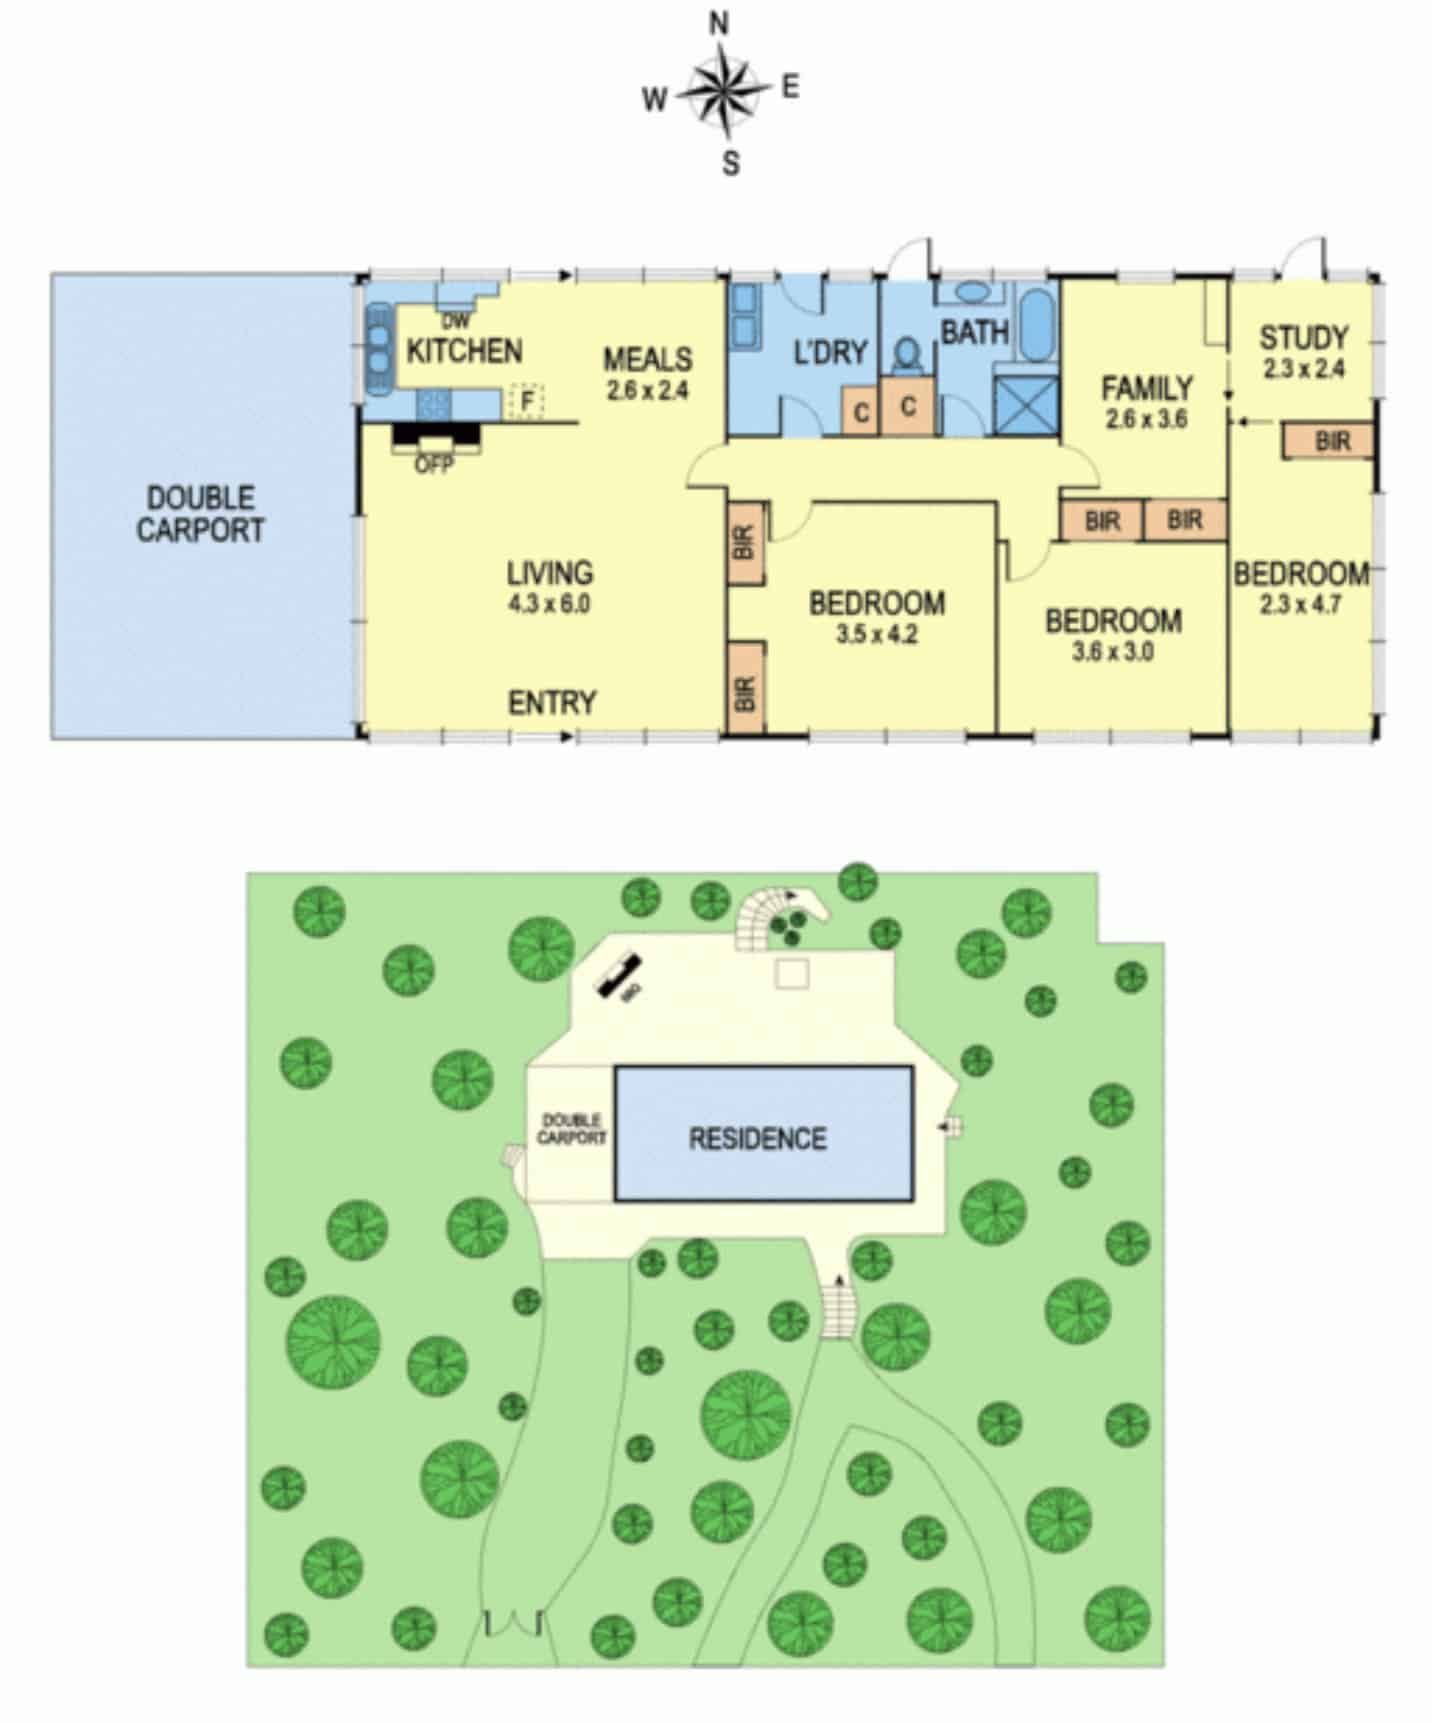 N
W
E
S
DW
KITCHEN
F
MEALS
2.6 x 2.4
L'DRY
C
C
BATH
FAMILY
2.6 x 3.6
STUDY
2.3 x 2.4
BIR
OFP
DOUBLE
CARPORT
LIVING
4.3 x 6.0
ENTRY
BIR
BIR
BEDROOM
3.5 x 4.2
BIR
BIR
BEDROOM
3.6 x 3.0
BEDROOM
2.3 x 4.7
BBQ
DOUBLE
CARPORT
RESIDENCE